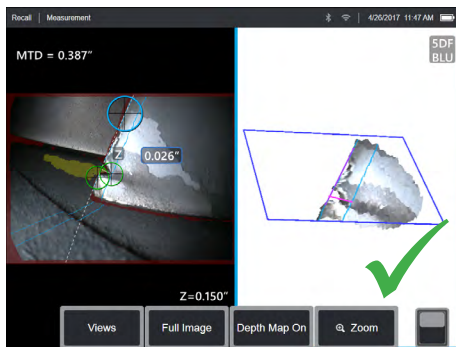 Recall | Measurement
4/26/2017 11:47 AM
MTD = 0.387"
5DF
BLU
Z
0.026"
Z=0.150"
Views
Full Image
Depth Map On
Zoom